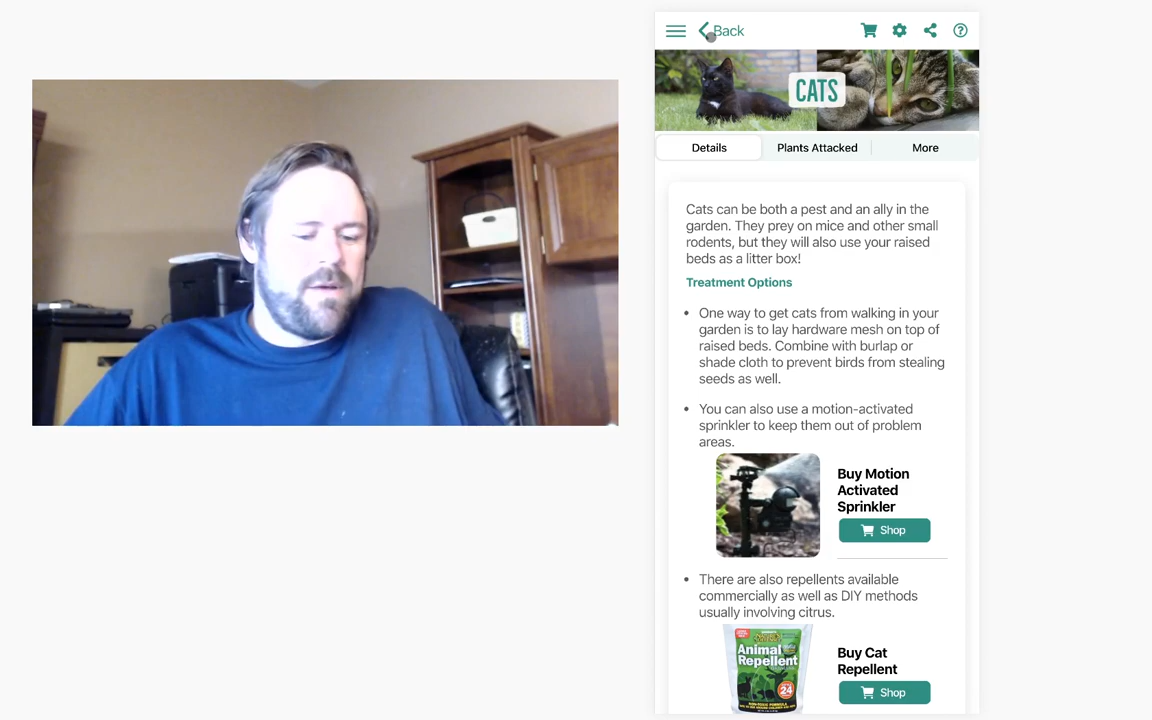 Back
CATS
Details
Plants Attacked
More
Cats can be both a pest and an ally in the
garden. They prey on mice and other small
rodents, but they will also use your raised
beds as a litter box!
Treatment Options
• One way to get cats from walking in your
garden is to lay hardware mesh on top of
raised beds. Combine with burlap or
shade cloth to prevent birds from stealing
seeds as well.
• You can also use a motion-activated
sprinkler to keep them out of problem
areas.
Buy Motion
Activated
Sprinkler
Shop
• There are also repellents available
commercially as well as DIY methods
usually involving citrus.
Animal
Repellent
24
Buy Cat
Repellent
Shop